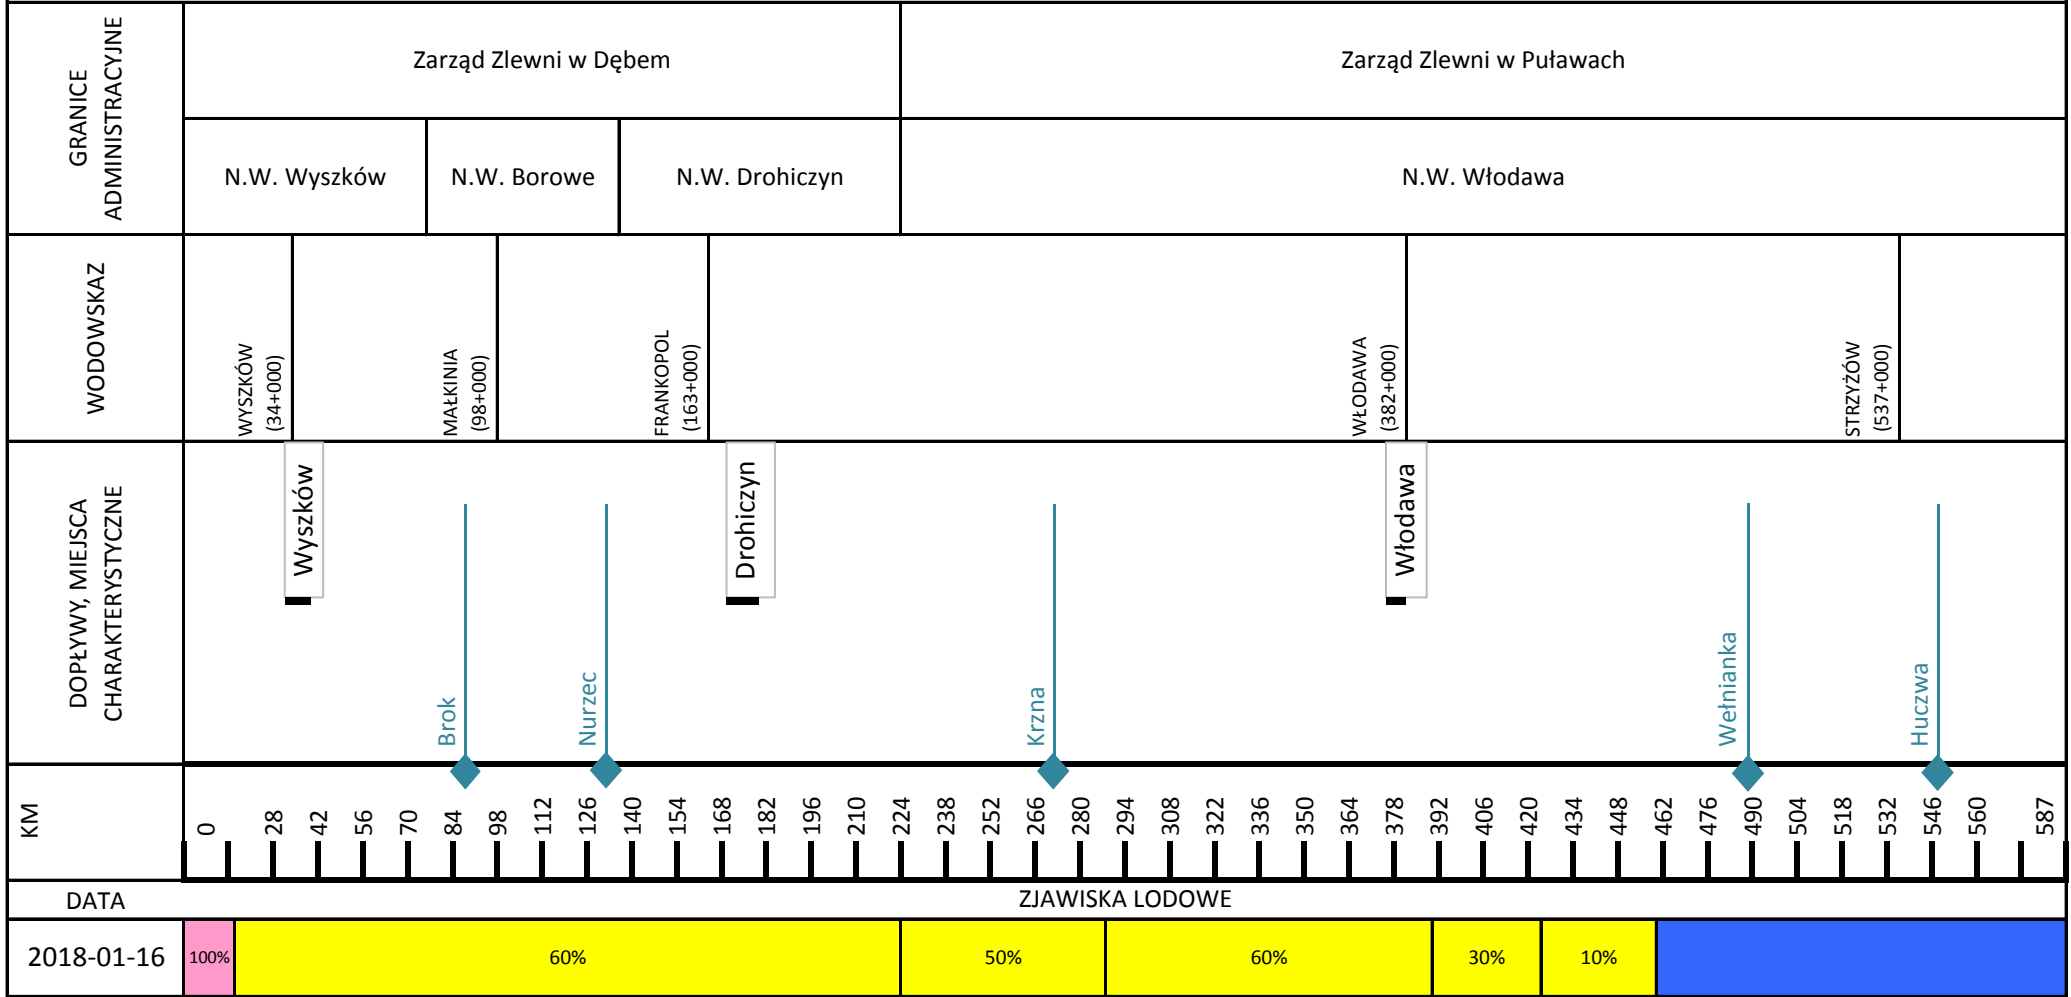 GRANICE
ADMINISTRACYJNE
Zarząd Zlewni w Dębem
Zarząd Zlewni w Puławach
N.W. Wyszków
N.W. Borowe
N.W. Drohiczyn
N.W. Włodawa
WODOWSKAZ
WYSZKÓW
(34+000)
MAŁKINIA
(98+000)
FRANKOPOL
(163+000)
WŁODAWA
(382+000)
STRZYŻÓW
(537+000)
DOPŁYWY, MIEJSCA
CHARAKTERYSTYCZNE
Wyszków
Drohiczyn
Włodawa
Brok
Nurzec
Krzna
Wełnianka
Huczwa
KM
0 28 42 56 70 84 98 112 126 140 154 168 182 196 210 224 238 252 266 280 294 308 322 336 350 364 378 392 406 420 434 448 462 476 490 504 518 532 546 560 587
DATA
ZJAWISKA LODOWE
2018-01-16 100% 60% 50% 60% 30% 10%